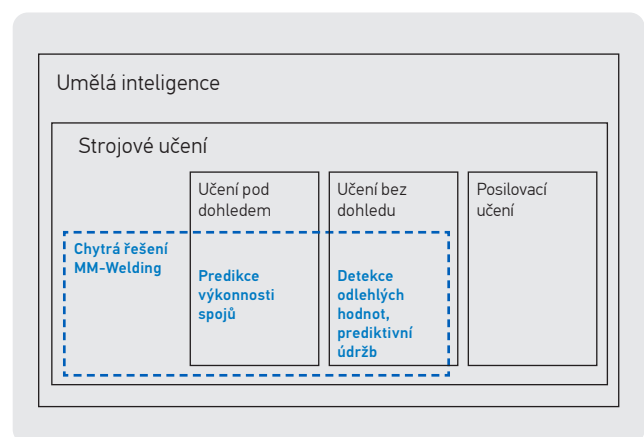 Umělá inteligence
Strojové učení
Učení pod
dohledem
Učení bez
dohledu
Posilovací
učení
Chytrá řešení
MM-Welding
Predikce
výkonnosti
spojů
Detekce
odlehlých
hodnot,
prediktivní
údržb